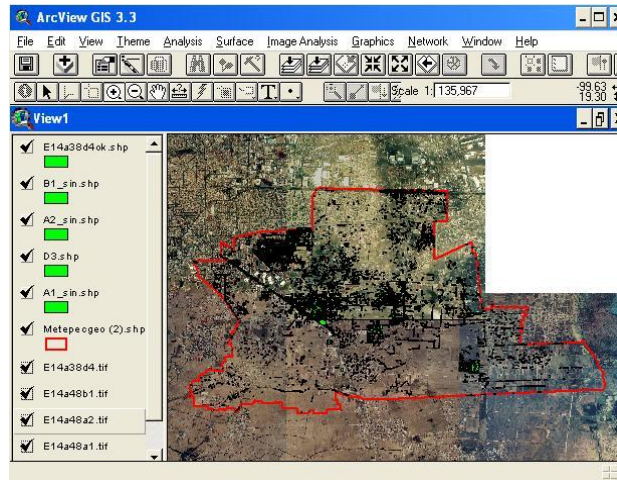 ArcView GIS 3.3
File Edit View Theme Analysis Surface Image Analysis Graphics Network Window Help
Scale 1: 135,967
-99.63
19.30
View1
E14a38d4ok.shp
B1_sin.shp
A2_sin.shp
D3.shp
A1_sin.shp
Metepecgeo (2).shp
E14a38d4.tif
E14a48b1.tif
E14a48a2.tif
E14a48a1.tif